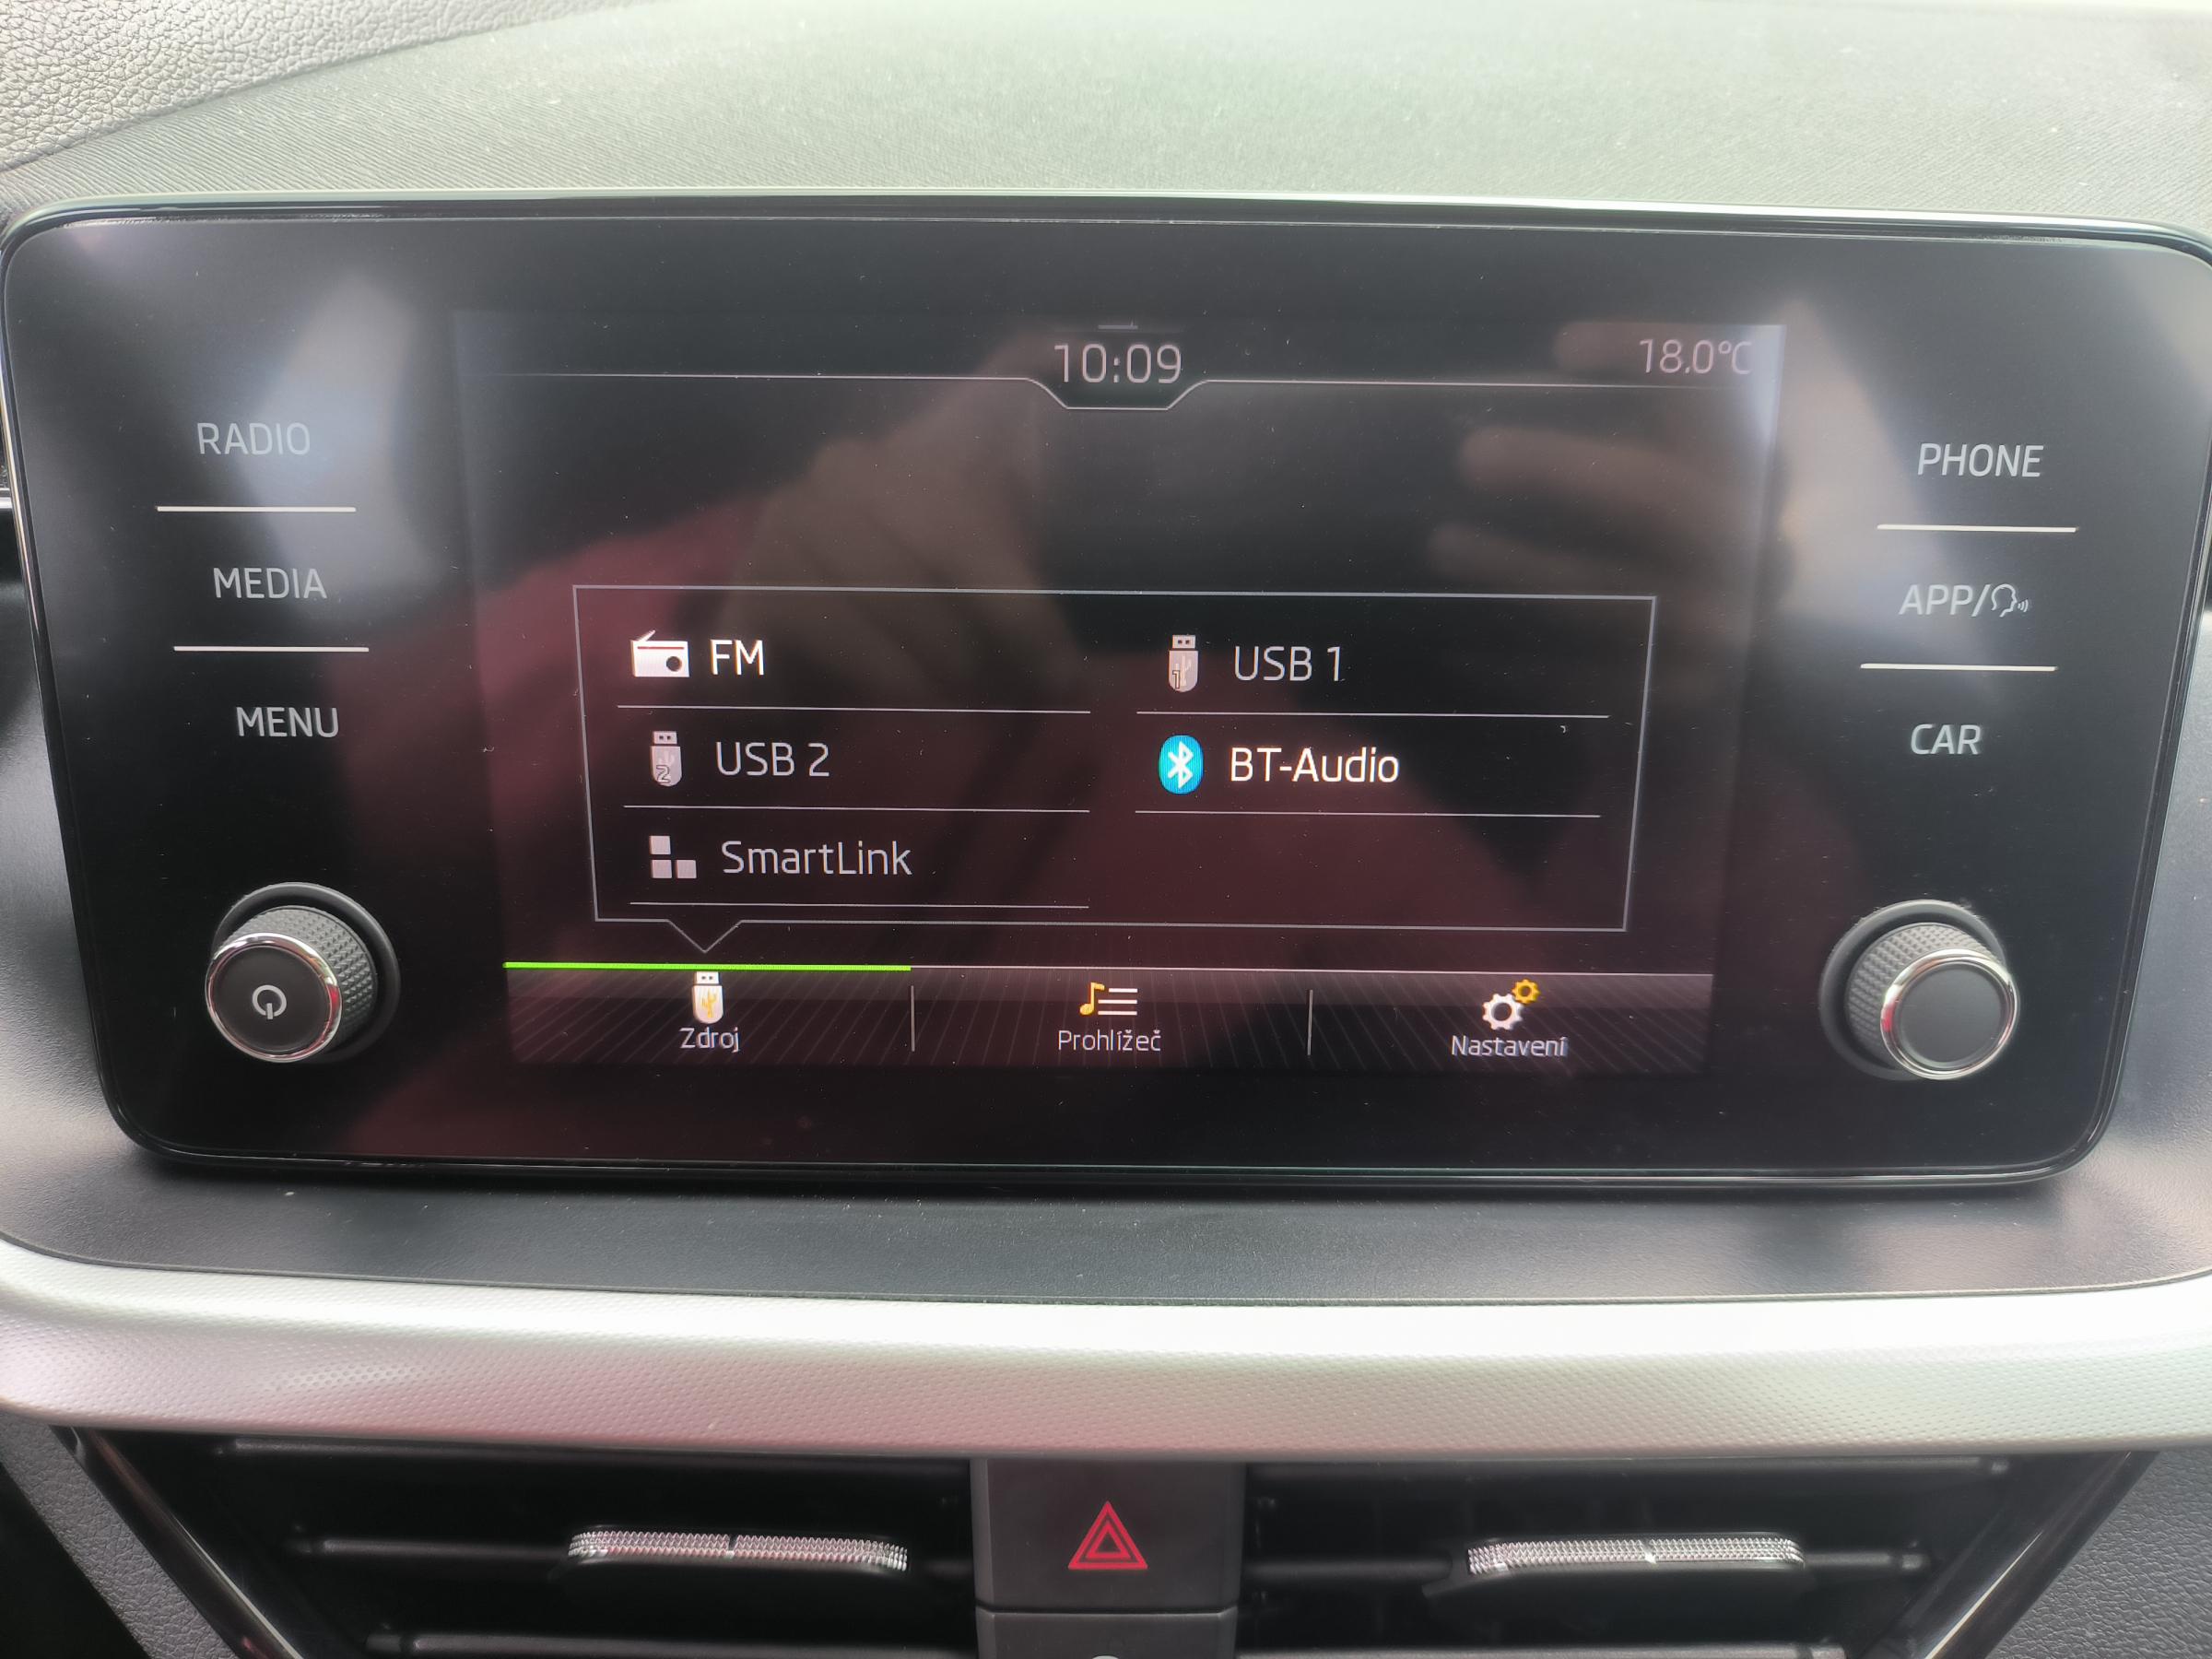 10:09
18.0°C
RADIO
MEDIA
MENU
PHONE
APP/
CAR
FM
USB 1
USB 2
BT-Audio
SmartLink
Zdroj
Prohlížeč
Nastavení